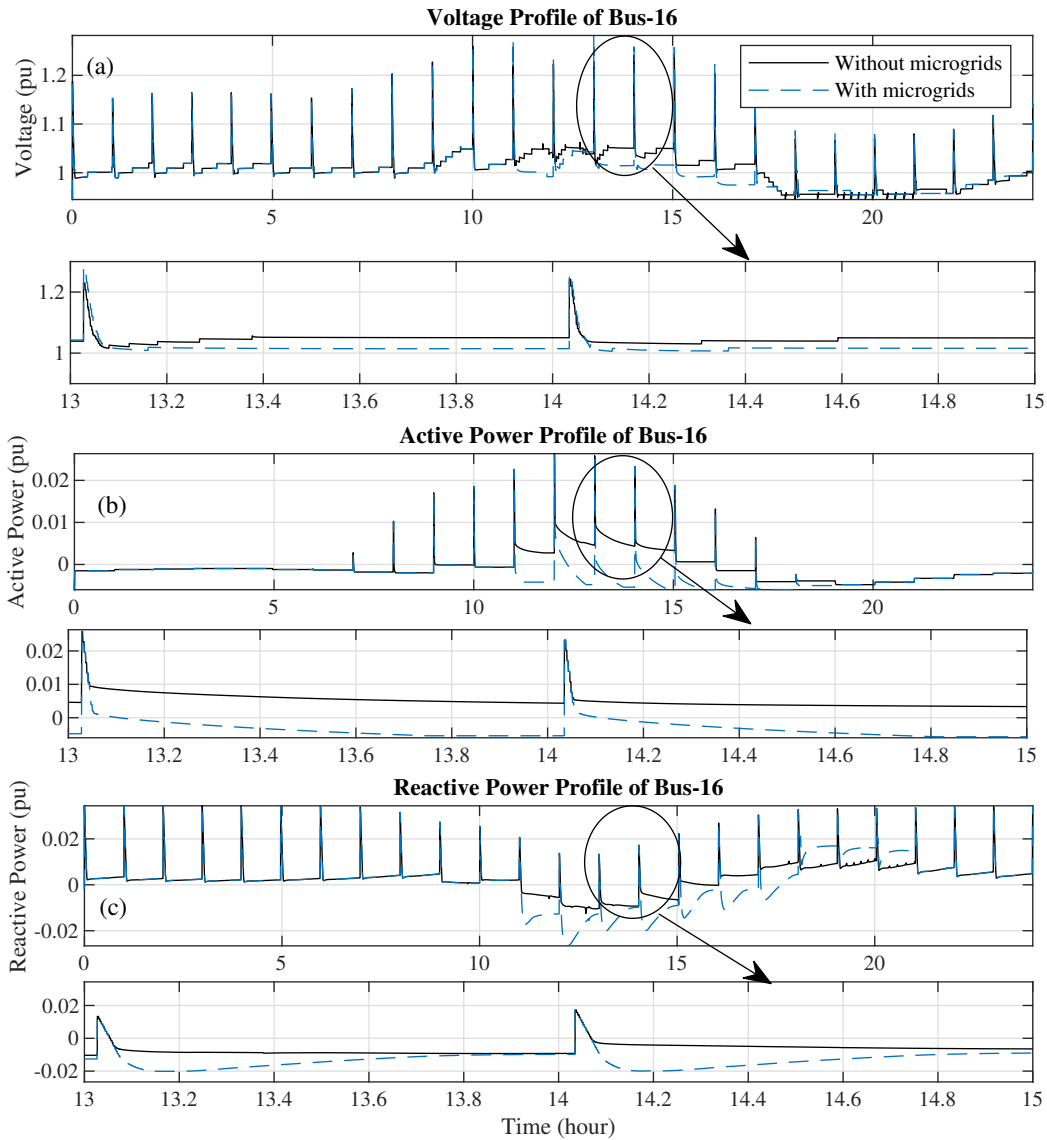 Voltage Profile of Bus-16
(a)
Without microgrids
With microgrids
Voltage (pu)
1.2
1.1
1
0 5 10 15 20
1.2
1
13 13.2 13.4 13.6 13.8 14 14.2 14.4 14.6 14.8 15
Active Power Profile of Bus-16
(b)
Active Power (pu)
0.02
0.01
0
0 5 10 15 20
0.02
0.01
0
13 13.2 13.4 13.6 13.8 14 14.2 14.4 14.6 14.8 15
Reactive Power Profile of Bus-16
Reactive Power (pu)
0.02
0
(c)
-0.02
0 5 10 15 20
0.02
0
-0.02
13 13.2 13.4 13.6 13.8 14 14.2 14.4 14.6 14.8 15
Time (hour)